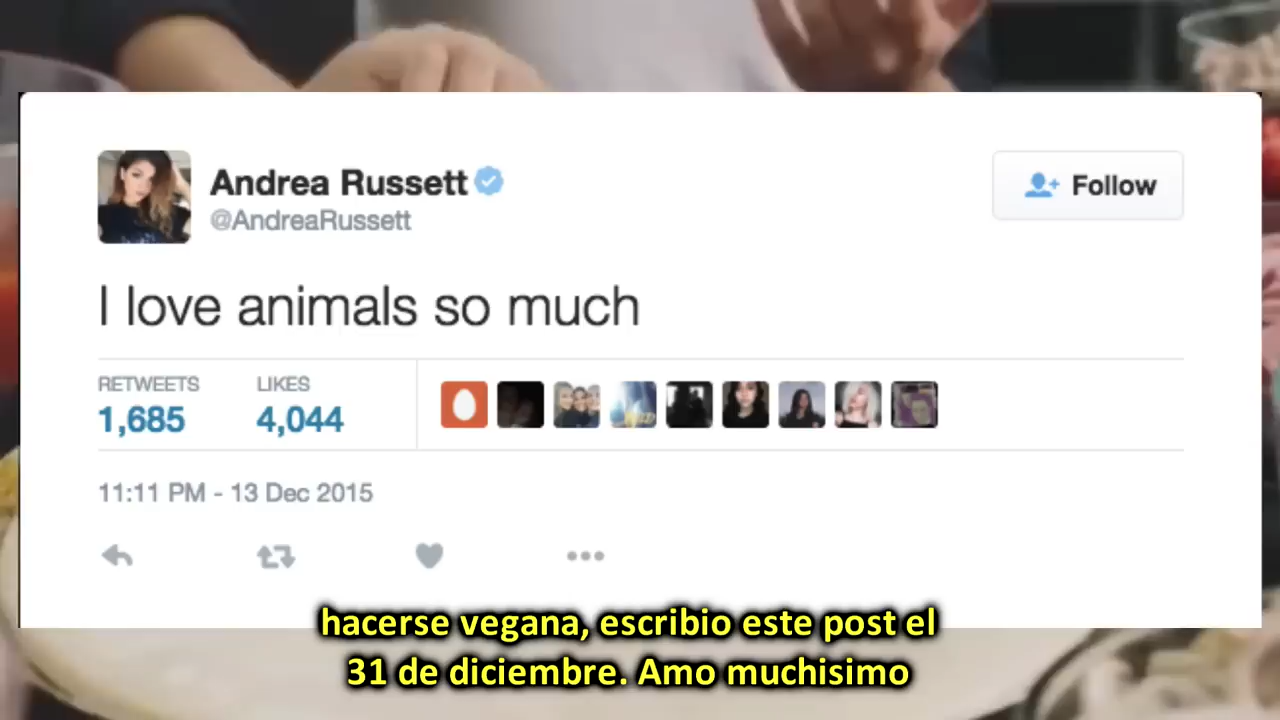 Andrea Russett
@AndreaRussett
Follow
I love animals so much
RETWEETS LIKES
1,685 4,044
11:11 PM - 13 Dec 2015
hacerse vegana, escribio este post el
31 de diciembre. Amo muchisimo